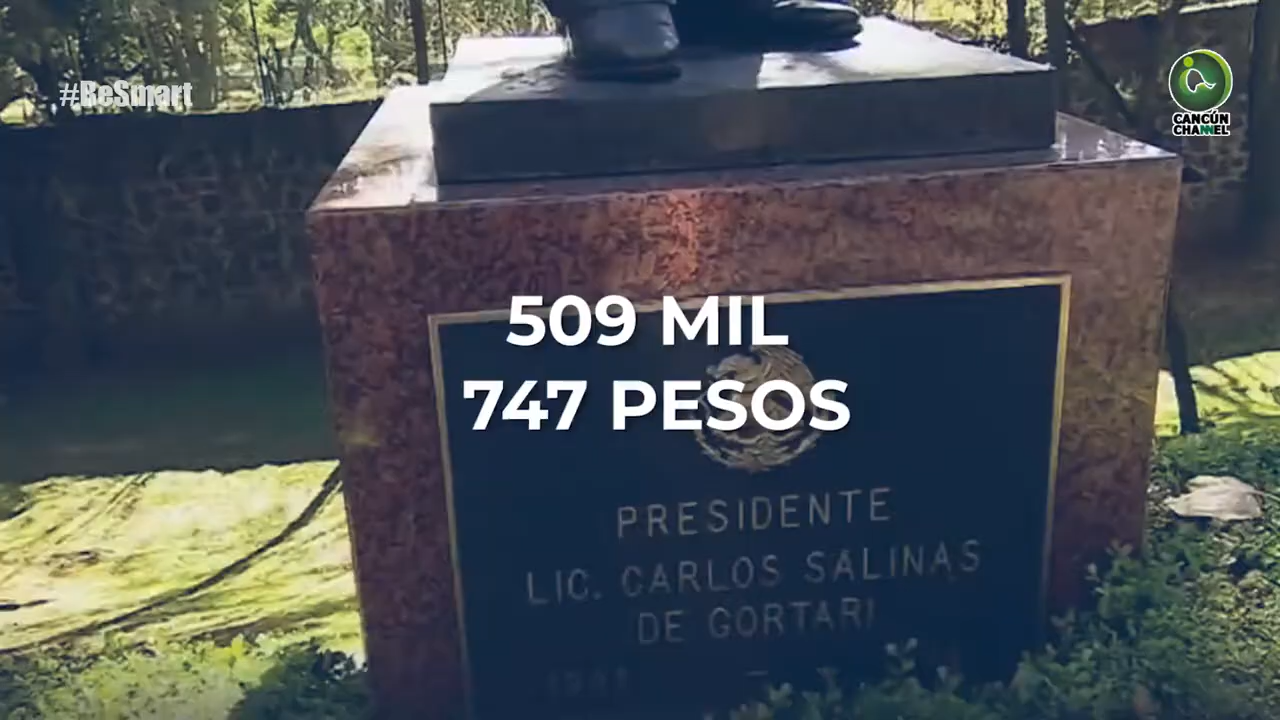 #BeSmart
CANCÚN
CHANNEL
509 MIL
747 PESOS
PRESIDENTE
LIC. CARLOS SALINAS
DE GORTARI